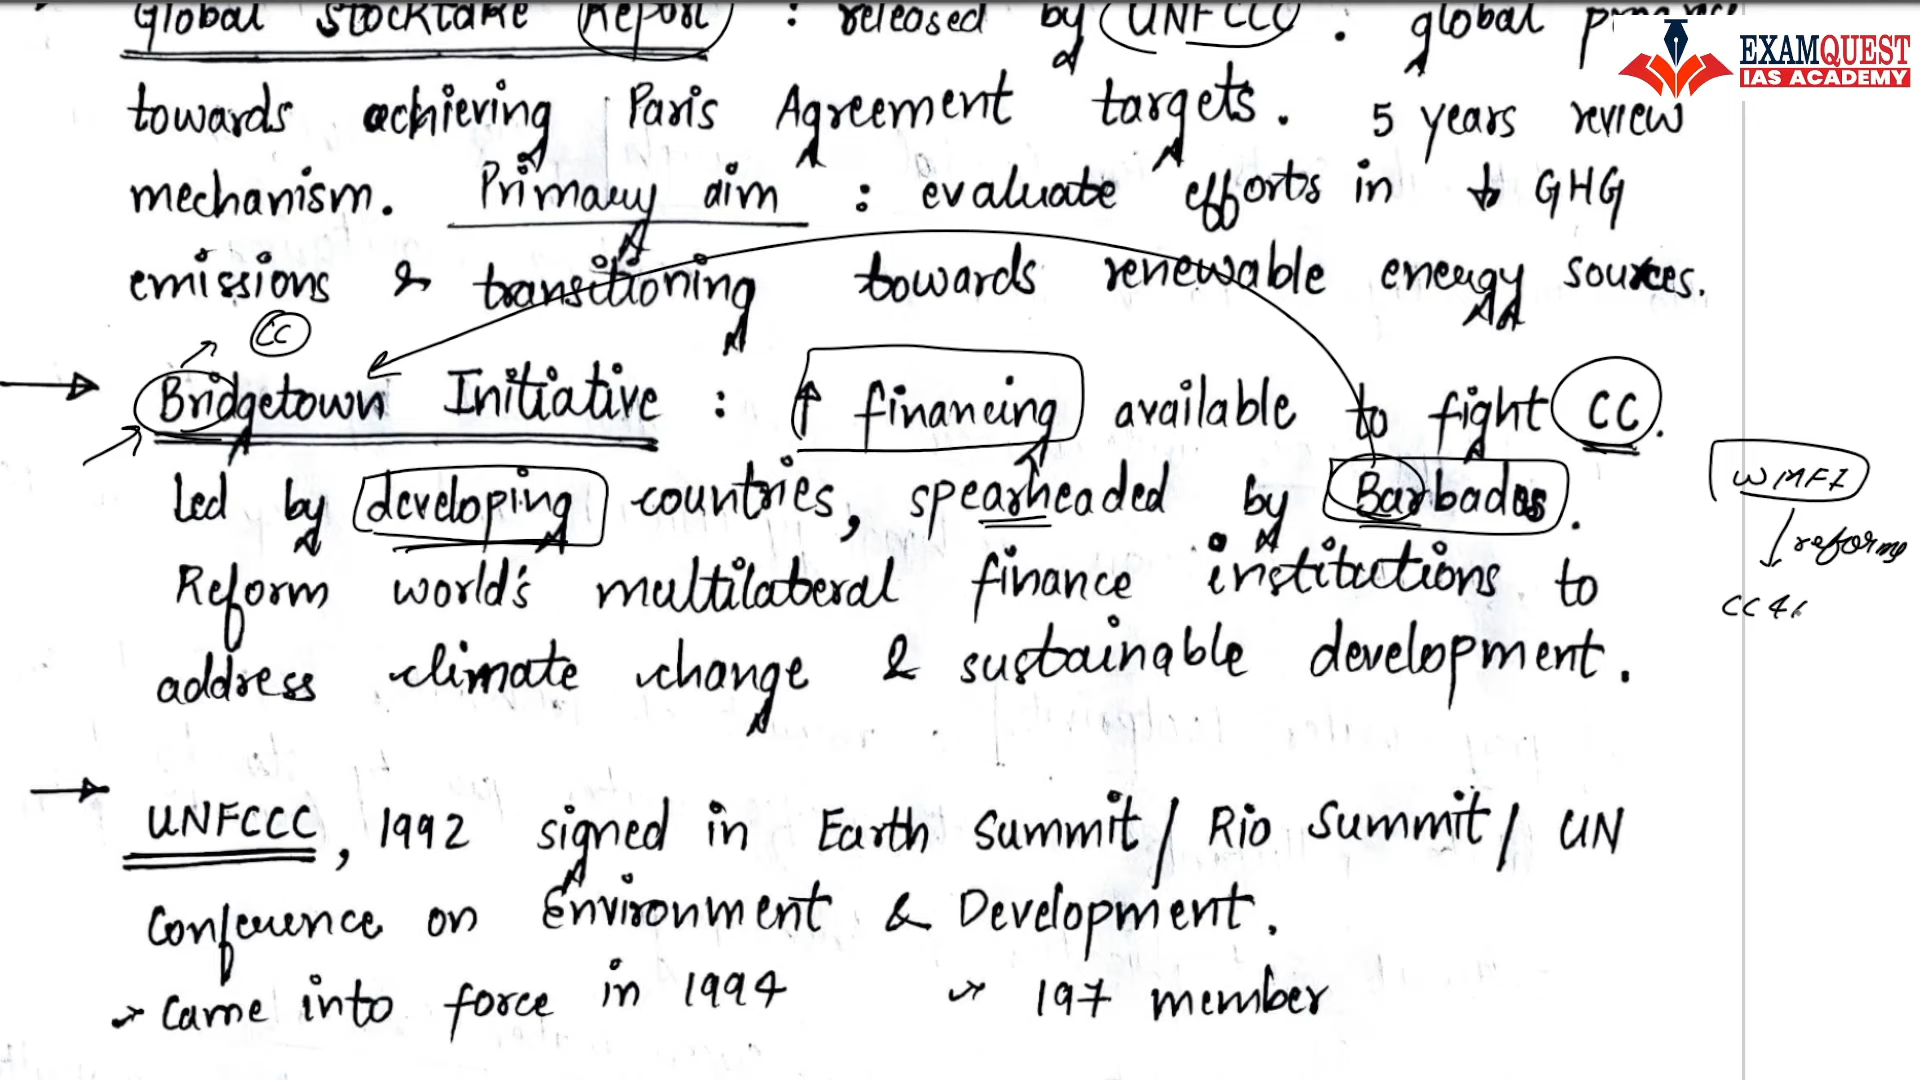 Global Stocktake Report : released by UNFCCC . global
EXAMQUEST
IAS ACADEMY
towards achieving Paris Agreement targets. 5 years review
mechanism. Primary aim : evaluate efforts in ↓ GHG
emissions & transitioning towards renewable energy sources.
CC
→ Bridgetown Initiative : ↑ financing available to fight CC.
Led by developing countries, spearheaded by Barbados.
WMFI
↓ reforms
Reform world's multilateral finance institutions to
CC &
address climate change & sustainable development.
→ UNFCCC, 1992 signed in Earth Summit / Rio Summit / UN
Conference on Environment & Development.
→ Came into force in 1994 → 197 member